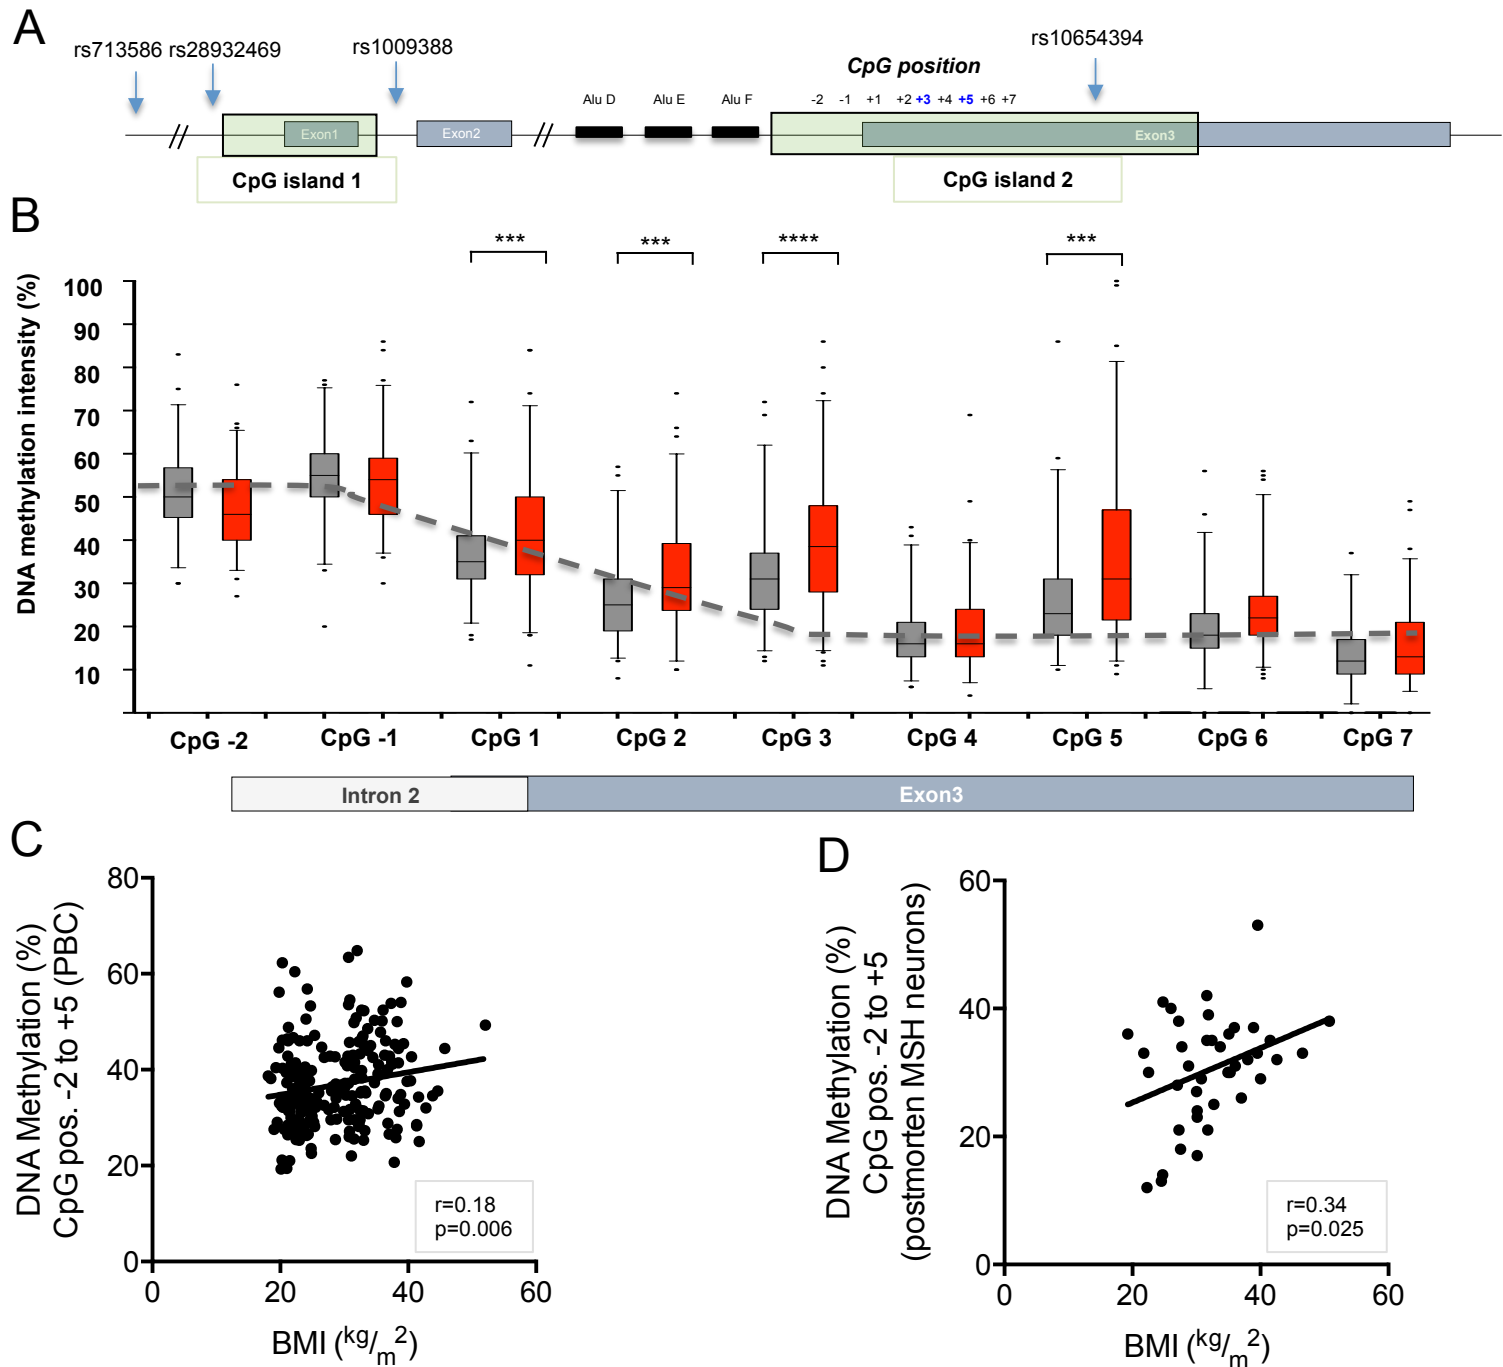 A
rs713586 rs28932469 rs1009388 rs10654394
CpG position
Alu D Alu E Alu F -2 -1 +1 +2 +3 +4 +5 +6 +7
Exon1 Exon2 Exon3
CpG island 1 CpG island 2
B
*** *** **** ***
DNA methylation intensity (%)
100
90
80
70
60
50
40
30
20
10
CpG -2 CpG -1 CpG 1 CpG 2 CpG 3 CpG 4 CpG 5 CpG 6 CpG 7
Intron 2 Exon3
C
DNA Methylation (%)
CpG pos. -2 to +5 (PBC)
80
60
40
20
0
r=0.18
p=0.006
0 20 40 60
BMI (kg/m2)
D
DNA Methylation (%)
CpG pos. -2 to +5
(postmorten MSH neurons)
60
40
20
0
r=0.34
p=0.025
0 20 40 60
BMI (kg/m2)